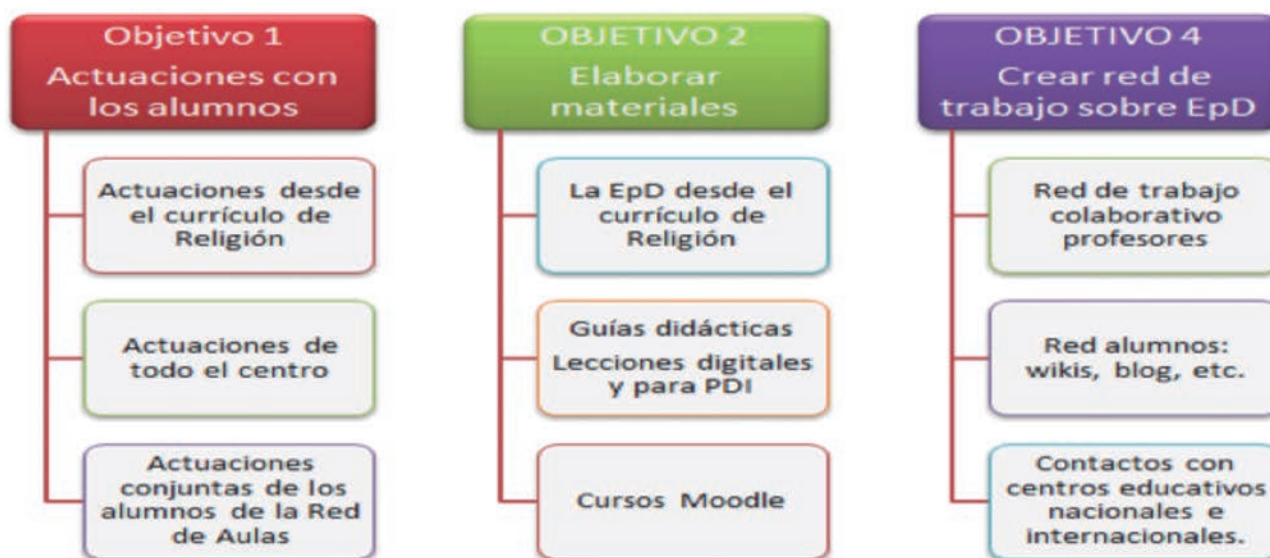 Objetivo 1
Actuaciones con
los alumnos
Actuaciones desde
el currículo de
Religión
Actuaciones de
todo el centro
Actuaciones
conjuntas de los
alumnos de la Red
de Aulas
OBJETIVO 2
Elaborar
materiales
La EpD desde el
currículo de
Religión
Guías didácticas
Lecciones digitales
y para PDI
Cursos Moodle
OBJETIVO 4
Crear red de
trabajo sobre EpD
Red de trabajo
colaborativo
profesores
Red alumnos:
wikis, blog, etc.
Contactos con
centros educativos
nacionales e
internacionales.